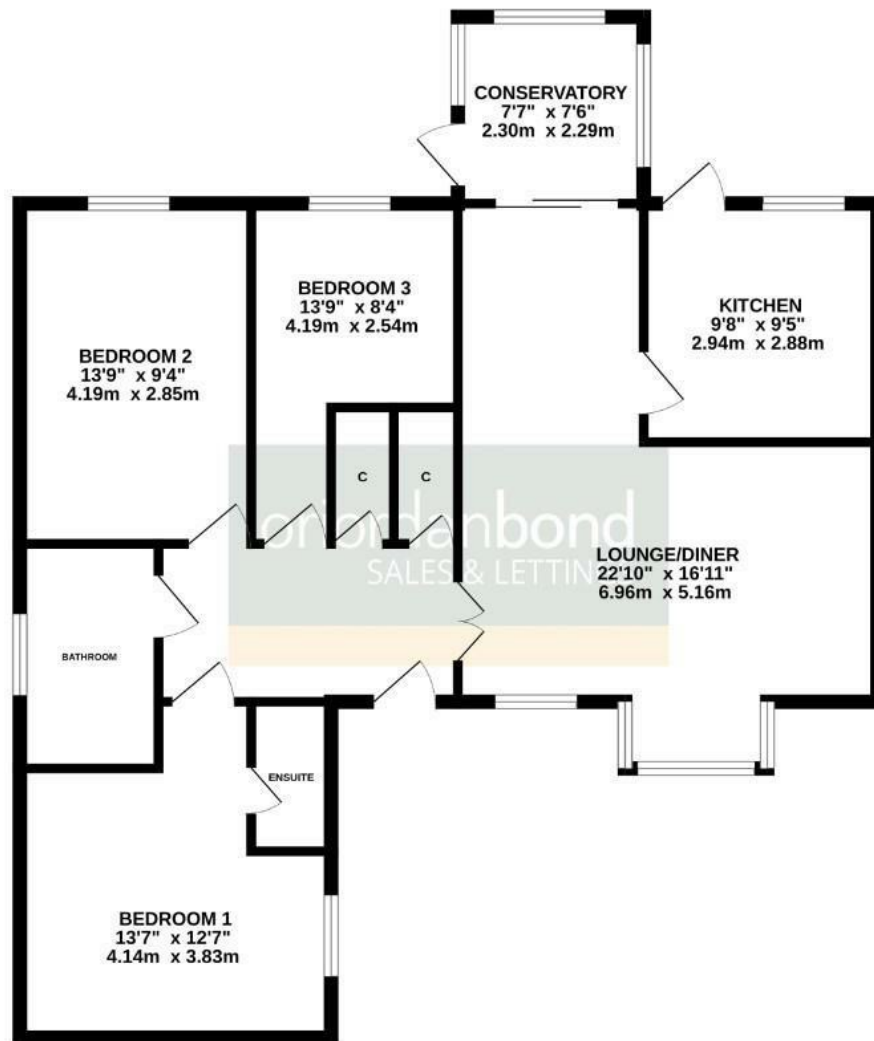 CONSERVATORY
7'7" x 7'6"
2.30m x 2.29m
BEDROOM 3
13'9" x 8'4"
4.19m x 2.54m
KITCHEN
9'8" x 9'5"
2.94m x 2.88m
BEDROOM 2
13'9" x 9'4"
4.19m x 2.85m
C
C
oriordanbond
SALES & LETTIN
LOUNGE/DINER
22'10" x 16'11"
6.96m x 5.16m
BATHROOM
ENSUITE
BEDROOM 1
13'7" x 12'7"
4.14m x 3.83m